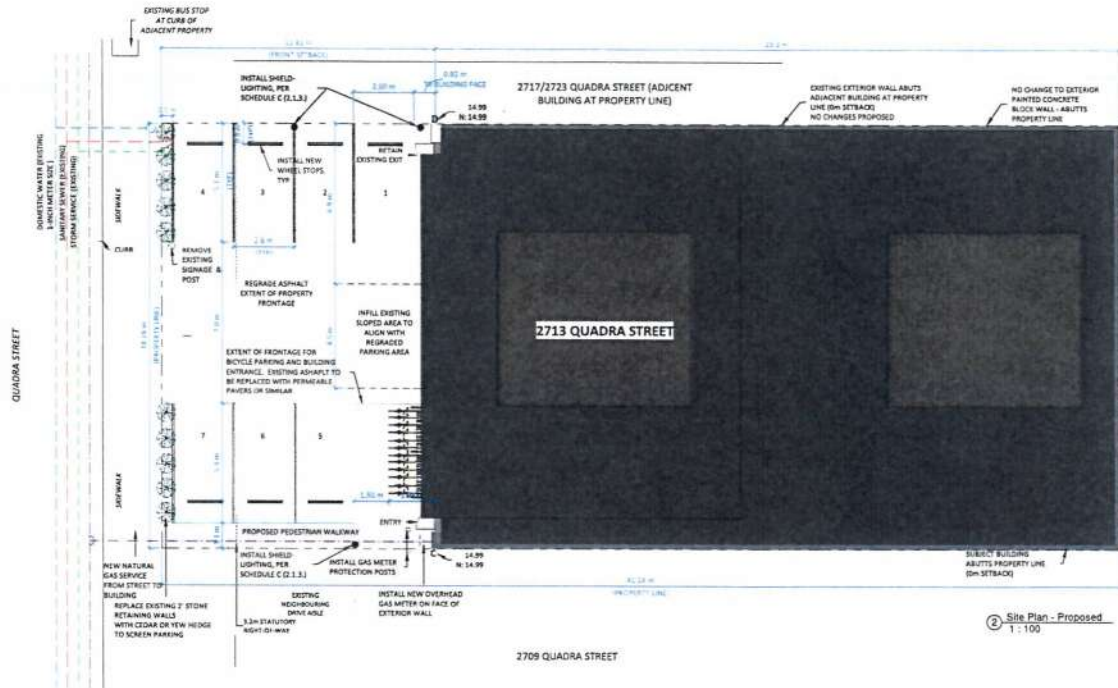 EXISTING BUS STOP
AT CURB OF
ADJACENT PROPERTY
(FRONT SETBACK)
INSTALL SHIELD-
LIGHTING, PER
SCHEDULE C (2.1.3.)
0.82 m
TO BUILDING FACE
2717/2723 QUADRA STREET (ADJCENT
BUILDING AT PROPERTY LINE)
14.99
N: 14.99
EXISTING EXTERIOR WALL ABUTS
ADJACENT BUILDING AT PROPERTY
LINE (0m SETBACK)
NO CHANGES PROPOSED
NO CHANGE TO EXTERIOR
PAINTED CONCRETE
BLOCK WALL - ABUTTS
PROPERTY LINE
DOMESTIC WATER (EXISTING
1-INCH METER SIZE)
SANITARY SEWER (EXISTING)
STORM SERVICE (EXISTING)
SIDEWALK
CURB
RETAIN
EXISTING EXIT
INSTALL NEW
WHEEL STOPS,
TYP
4
3
2
1
2.6 m
REMOVE
EXISTING
SIGNAGE &
POST
REGRADE ASPHALT
EXTENT OF PROPERTY
FRONTAGE
INFILL EXISTING
SLOPED AREA TO
ALIGN WITH
REGRADED
PARKING AREA
2713 QUADRA STREET
QUADRA STREET
(PROPERTY LINE)
EXTENT OF FRONTAGE FOR
BICYCLE PARKING AND BUILDING
ENTRANCE. EXISTING ASHAPLT TO
BE REPLACED WITH PERMEABLE
PAVERS OR SIMILAR
7
6
5
SIDEWALK
ENTRY
PROPOSED PEDESTRIAN WALKWAY
INSTALL SHIELD-
LIGHTING, PER
SCHEDULE C (2.1.3.)
INSTALL GAS METER
PROTECTION POSTS
14.99
N: 14.99
SUBJECT BUILDING
ABUTTS PROPERTY LINE
(0m SETBACK)
NEW NATURAL
GAS SERVICE
FROM STREET TO
BUILDING
(PROPERTY LINE)
REPLACE EXISTING 2' STONE
RETAINING WALLS
WITH CEDAR OR YEW HEDGE
TO SCREEN PARKING
EXISTING
NEIGHBOURING
DRIVE AISLE
INSTALL NEW OVERHEAD
GAS METER ON FACE OF
EXTERIOR WALL
3.2m STATUTORY
RIGHT-OF-WAY
2 Site Plan - Proposed
1 : 100
2709 QUADRA STREET